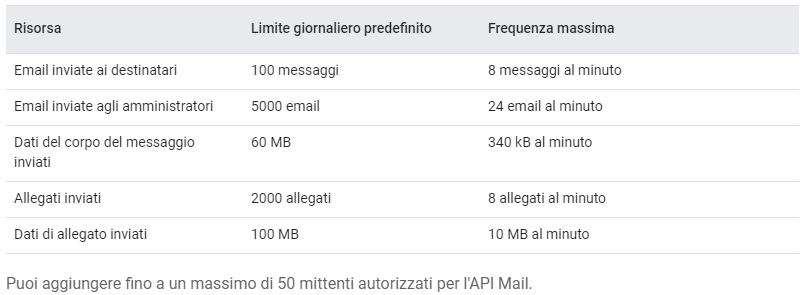 Risorsa Limite giornaliero predefinito Frequenza massima
Email inviate ai destinatari 100 messaggi 8 messaggi al minuto
Email inviate agli amministratori 5000 email 24 email al minuto
Dati del corpo del messaggio 60 MB 340 kB al minuto
inviati
Allegati inviati 2000 allegati 8 allegati al minuto
Dati di allegato inviati 100 MB 10 MB al minuto
Puoi aggiungere fino a un massimo di 50 mittenti autorizzati per l'API Mail.